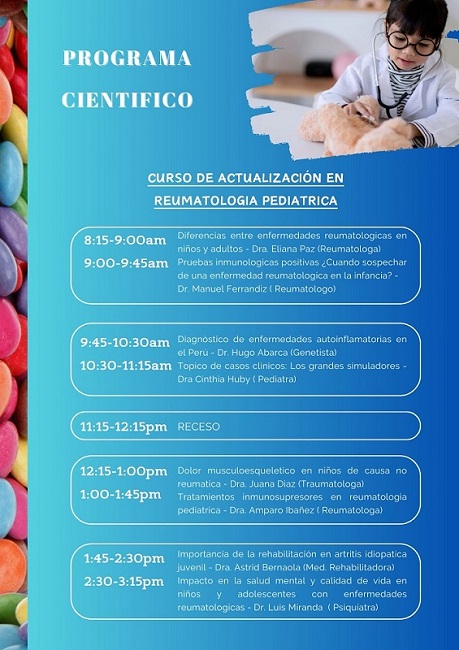 PROGRAMA
CIENTIFICO
CURSO DE ACTUALIZACIÓN EN
REUMATOLOGIA PEDIATRICA
8:15-9:00am
Diferencias entre enfermedades reumatologicas en
niños y adultos - Dra. Eliana Paz (Reumatologa)
9:00-9:45am
Pruebas inmunologicas positivas ¿Cuando sospechar
de una enfermedad reumatologica en la infancia? -
Dr. Manuel Ferrandiz ( Reumatologo)
9:45-10:30am
Diagnostico de enfermedades autoinflamatorias en
el Perú - Dr. Hugo Abarca (Genetista)
10:30-11:15am
Topico de casos clinicos: Los grandes simuladores -
Dra Cinthia Huby ( Pediatra)
11:15-12:15pm
RECESO
12:15-1:00pm
Dolor musculoesqueletico en niños de causa no
reumatica - Dra. Juana Diaz (Traumatologa)
1:00-1:45pm
Tratamientos inmunosupresores en reumatologia
pediatrica - Dra. Amparo Ibañez ( Reumatologa)
1:45-2:30pm
Importancia de la rehabilitación en artritis idiopatica
juvenil - Dra. Astrid Bernaola (Med. Rehabilitadora)
2:30-3:15pm
Impacto en la salud mental y calidad de vida en
niños y adolescentes con enfermedades
reumatologicas - Dr. Luis Miranda ( Psiquiatra)